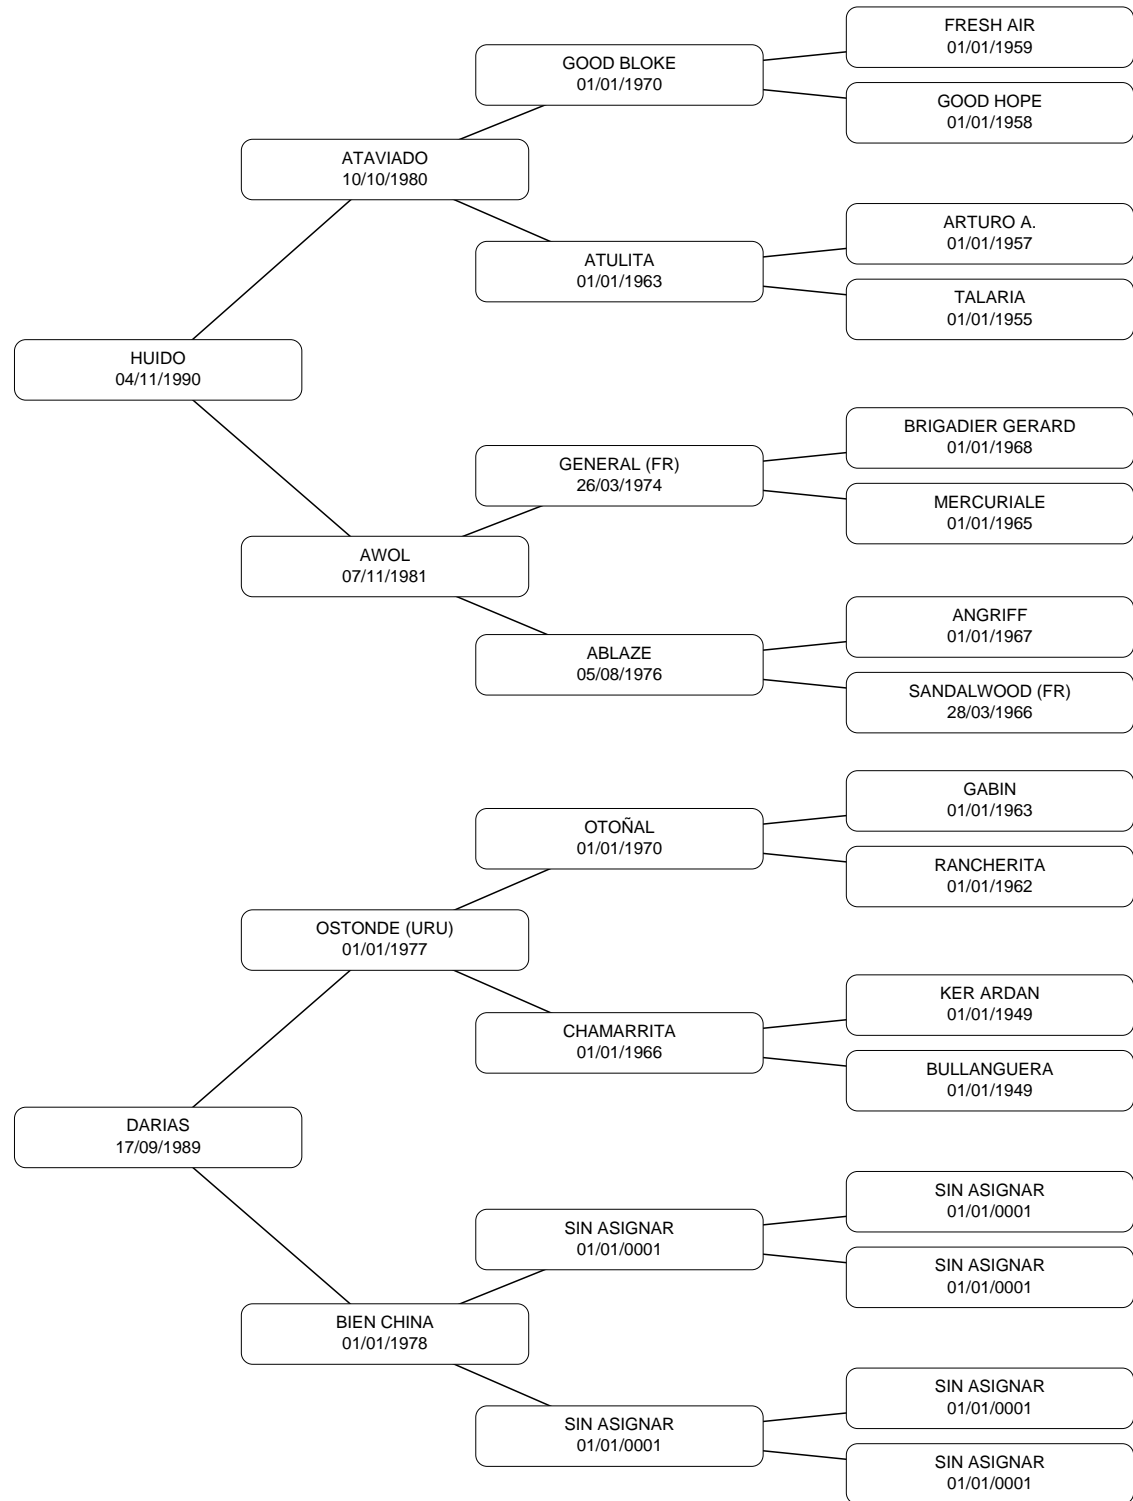 FRESH AIR
01/01/1959
GOOD BLOKE
01/01/1970
GOOD HOPE
01/01/1958
ATAVIADO
10/10/1980
ARTURO A.
01/01/1957
ATULITA
01/01/1963
TALARIA
01/01/1955
HUIDO
04/11/1990
BRIGADIER GERARD
01/01/1968
GENERAL (FR)
26/03/1974
MERCURIALE
01/01/1965
AWOL
07/11/1981
ANGRIFF
01/01/1967
ABLAZE
05/08/1976
SANDALWOOD (FR)
28/03/1966
GABIN
01/01/1963
OTOÑAL
01/01/1970
RANCHERITA
01/01/1962
OSTONDE (URU)
01/01/1977
KER ARDAN
01/01/1949
CHAMARRITA
01/01/1966
BULLANGUERA
01/01/1949
DARIAS
17/09/1989
SIN ASIGNAR
01/01/0001
SIN ASIGNAR
01/01/0001
SIN ASIGNAR
01/01/0001
BIEN CHINA
01/01/1978
SIN ASIGNAR
01/01/0001
SIN ASIGNAR
01/01/0001
SIN ASIGNAR
01/01/0001